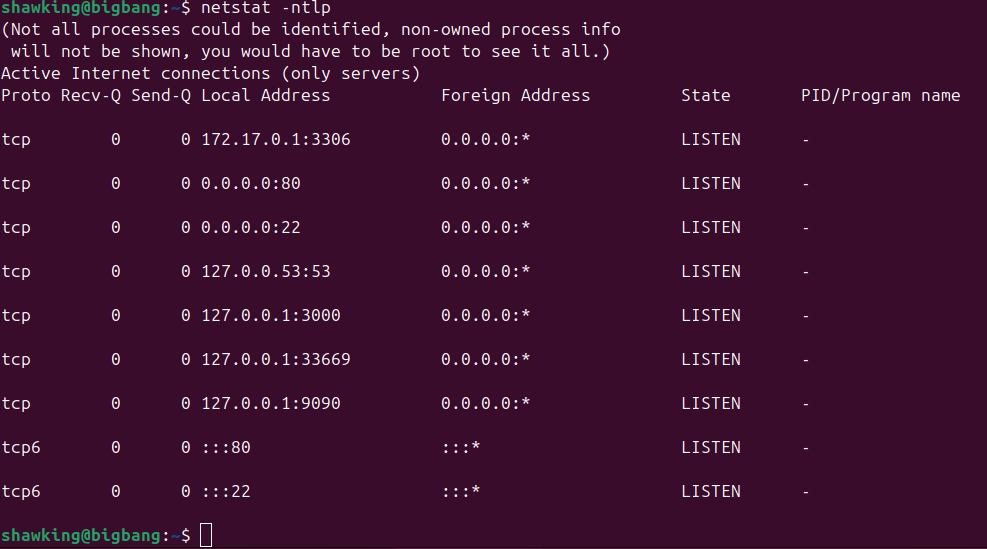 shawking@bigbang:~$ netstat -ntlp
(Not all processes could be identified, non-owned process info
 will not be shown, you would have to be root to see it all.)
Active Internet connections (only servers)
Proto Recv-Q Send-Q Local Address           Foreign Address         State       PID/Program name
tcp        0      0 172.17.0.1:3306         0.0.0.0:*               LISTEN      -
tcp        0      0 0.0.0.0:80              0.0.0.0:*               LISTEN      -
tcp        0      0 0.0.0.0:22              0.0.0.0:*               LISTEN      -
tcp        0      0 127.0.0.53:53           0.0.0.0:*               LISTEN      -
tcp        0      0 127.0.0.1:3000          0.0.0.0:*               LISTEN      -
tcp        0      0 127.0.0.1:33669         0.0.0.0:*               LISTEN      -
tcp        0      0 127.0.0.1:9090          0.0.0.0:*               LISTEN      -
tcp6       0      0 :::80                   :::*                    LISTEN      -
tcp6       0      0 :::22                   :::*                    LISTEN      -
shawking@bigbang:~$